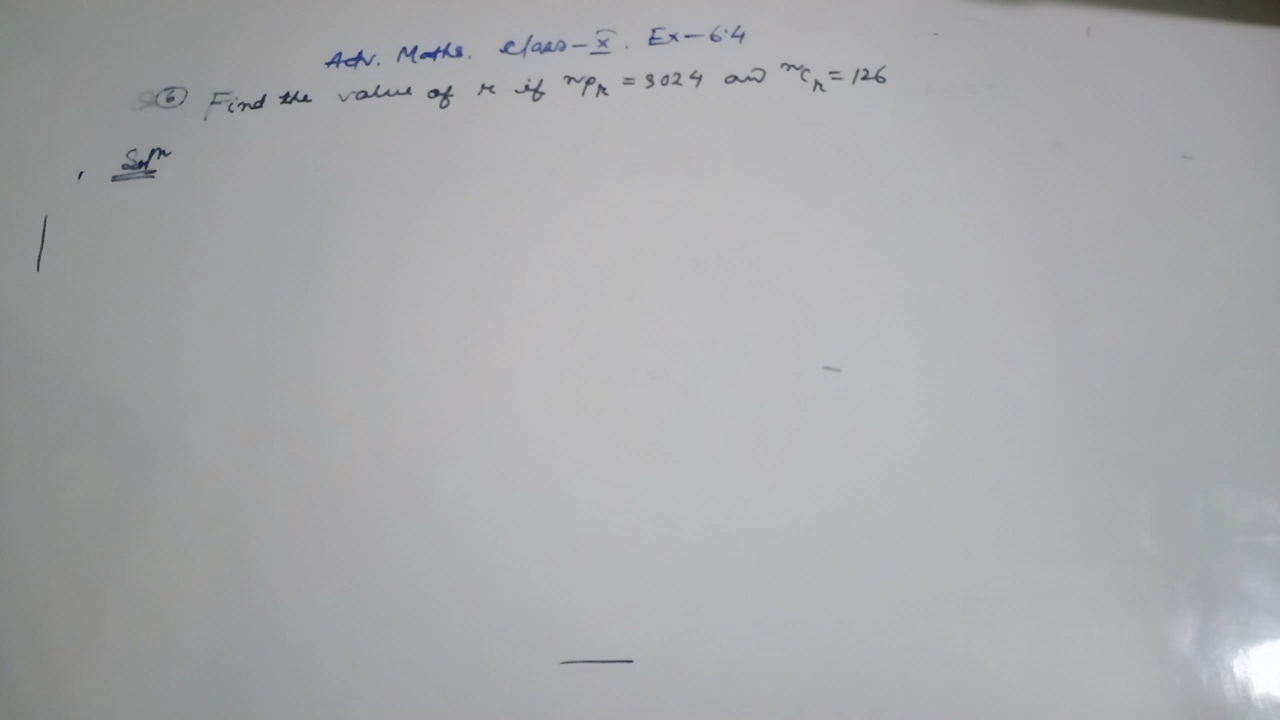 Adv. Maths. Class-X. Ex-6.4
⑥ Find the value of r if ⁿPᵣ = 3024 and ⁿCᵣ = 126
Solⁿ